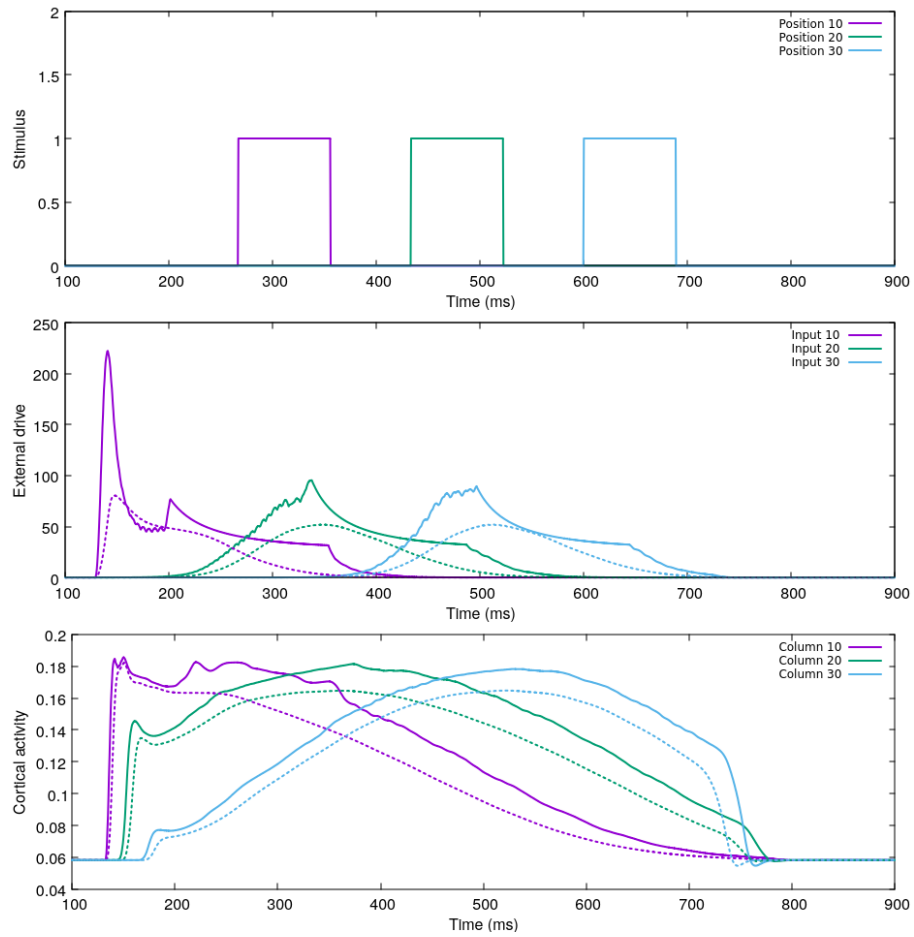 2
1.5
1
0.5
0
Stimulus
Position 10
Position 20
Position 30
100 200 300 400 500 600 700 800 900
Time (ms)
250
200
150
100
50
0
External drive
Input 10
Input 20
Input 30
100 200 300 400 500 600 700 800 900
Time (ms)
0.2
0.18
0.16
0.14
0.12
0.1
0.08
0.06
0.04
Cortical activity
Column 10
Column 20
Column 30
100 200 300 400 500 600 700 800 900
Time (ms)